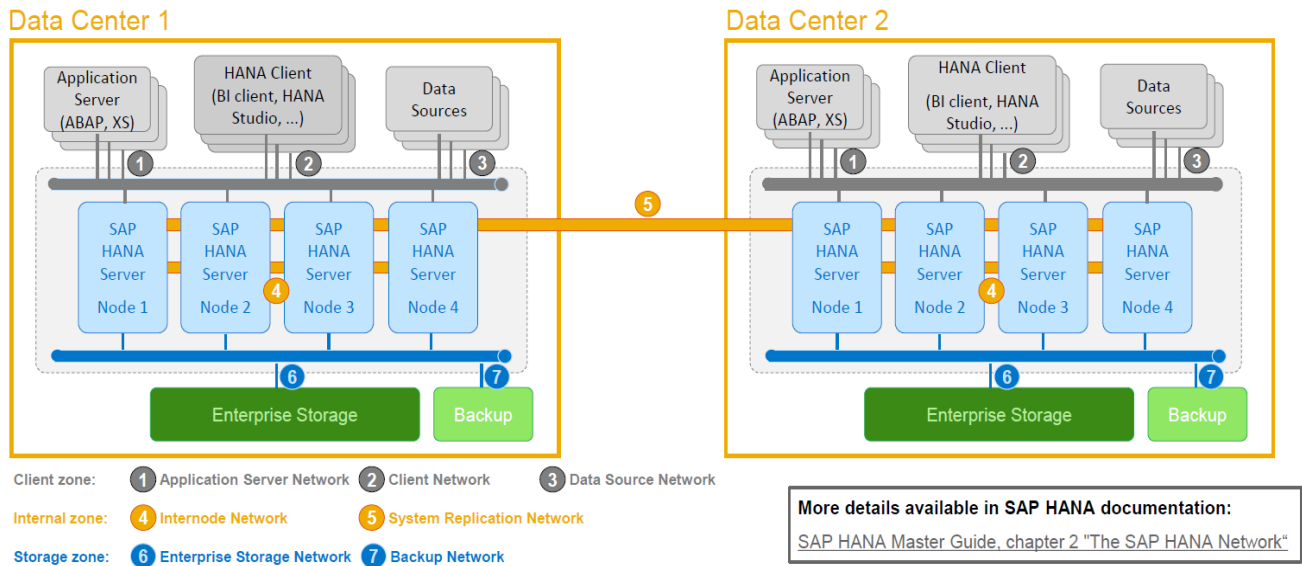 Data Center 1
Application
Server
(ABAP, XS)
HANA Client
(BI client, HANA
Studio, ...)
Data
Sources
1
2
3
SAP
HANA
Server
Node 1
SAP
HANA
Server
Node 2
SAP
HANA
Server
Node 3
SAP
HANA
Server
Node 4
4
6
7
Enterprise Storage
Backup
5
Data Center 2
Application
Server
(ABAP, XS)
HANA Client
(BI client, HANA
Studio, ...)
Data
Sources
1
2
3
SAP
HANA
Server
Node 1
SAP
HANA
Server
Node 2
SAP
HANA
Server
Node 3
SAP
HANA
Server
Node 4
4
6
7
Enterprise Storage
Backup
Client zone: 1 Application Server Network 2 Client Network 3 Data Source Network
Internal zone: 4 Internode Network 5 System Replication Network
Storage zone: 6 Enterprise Storage Network 7 Backup Network
More details available in SAP HANA documentation:
SAP HANA Master Guide, chapter 2 "The SAP HANA Network“